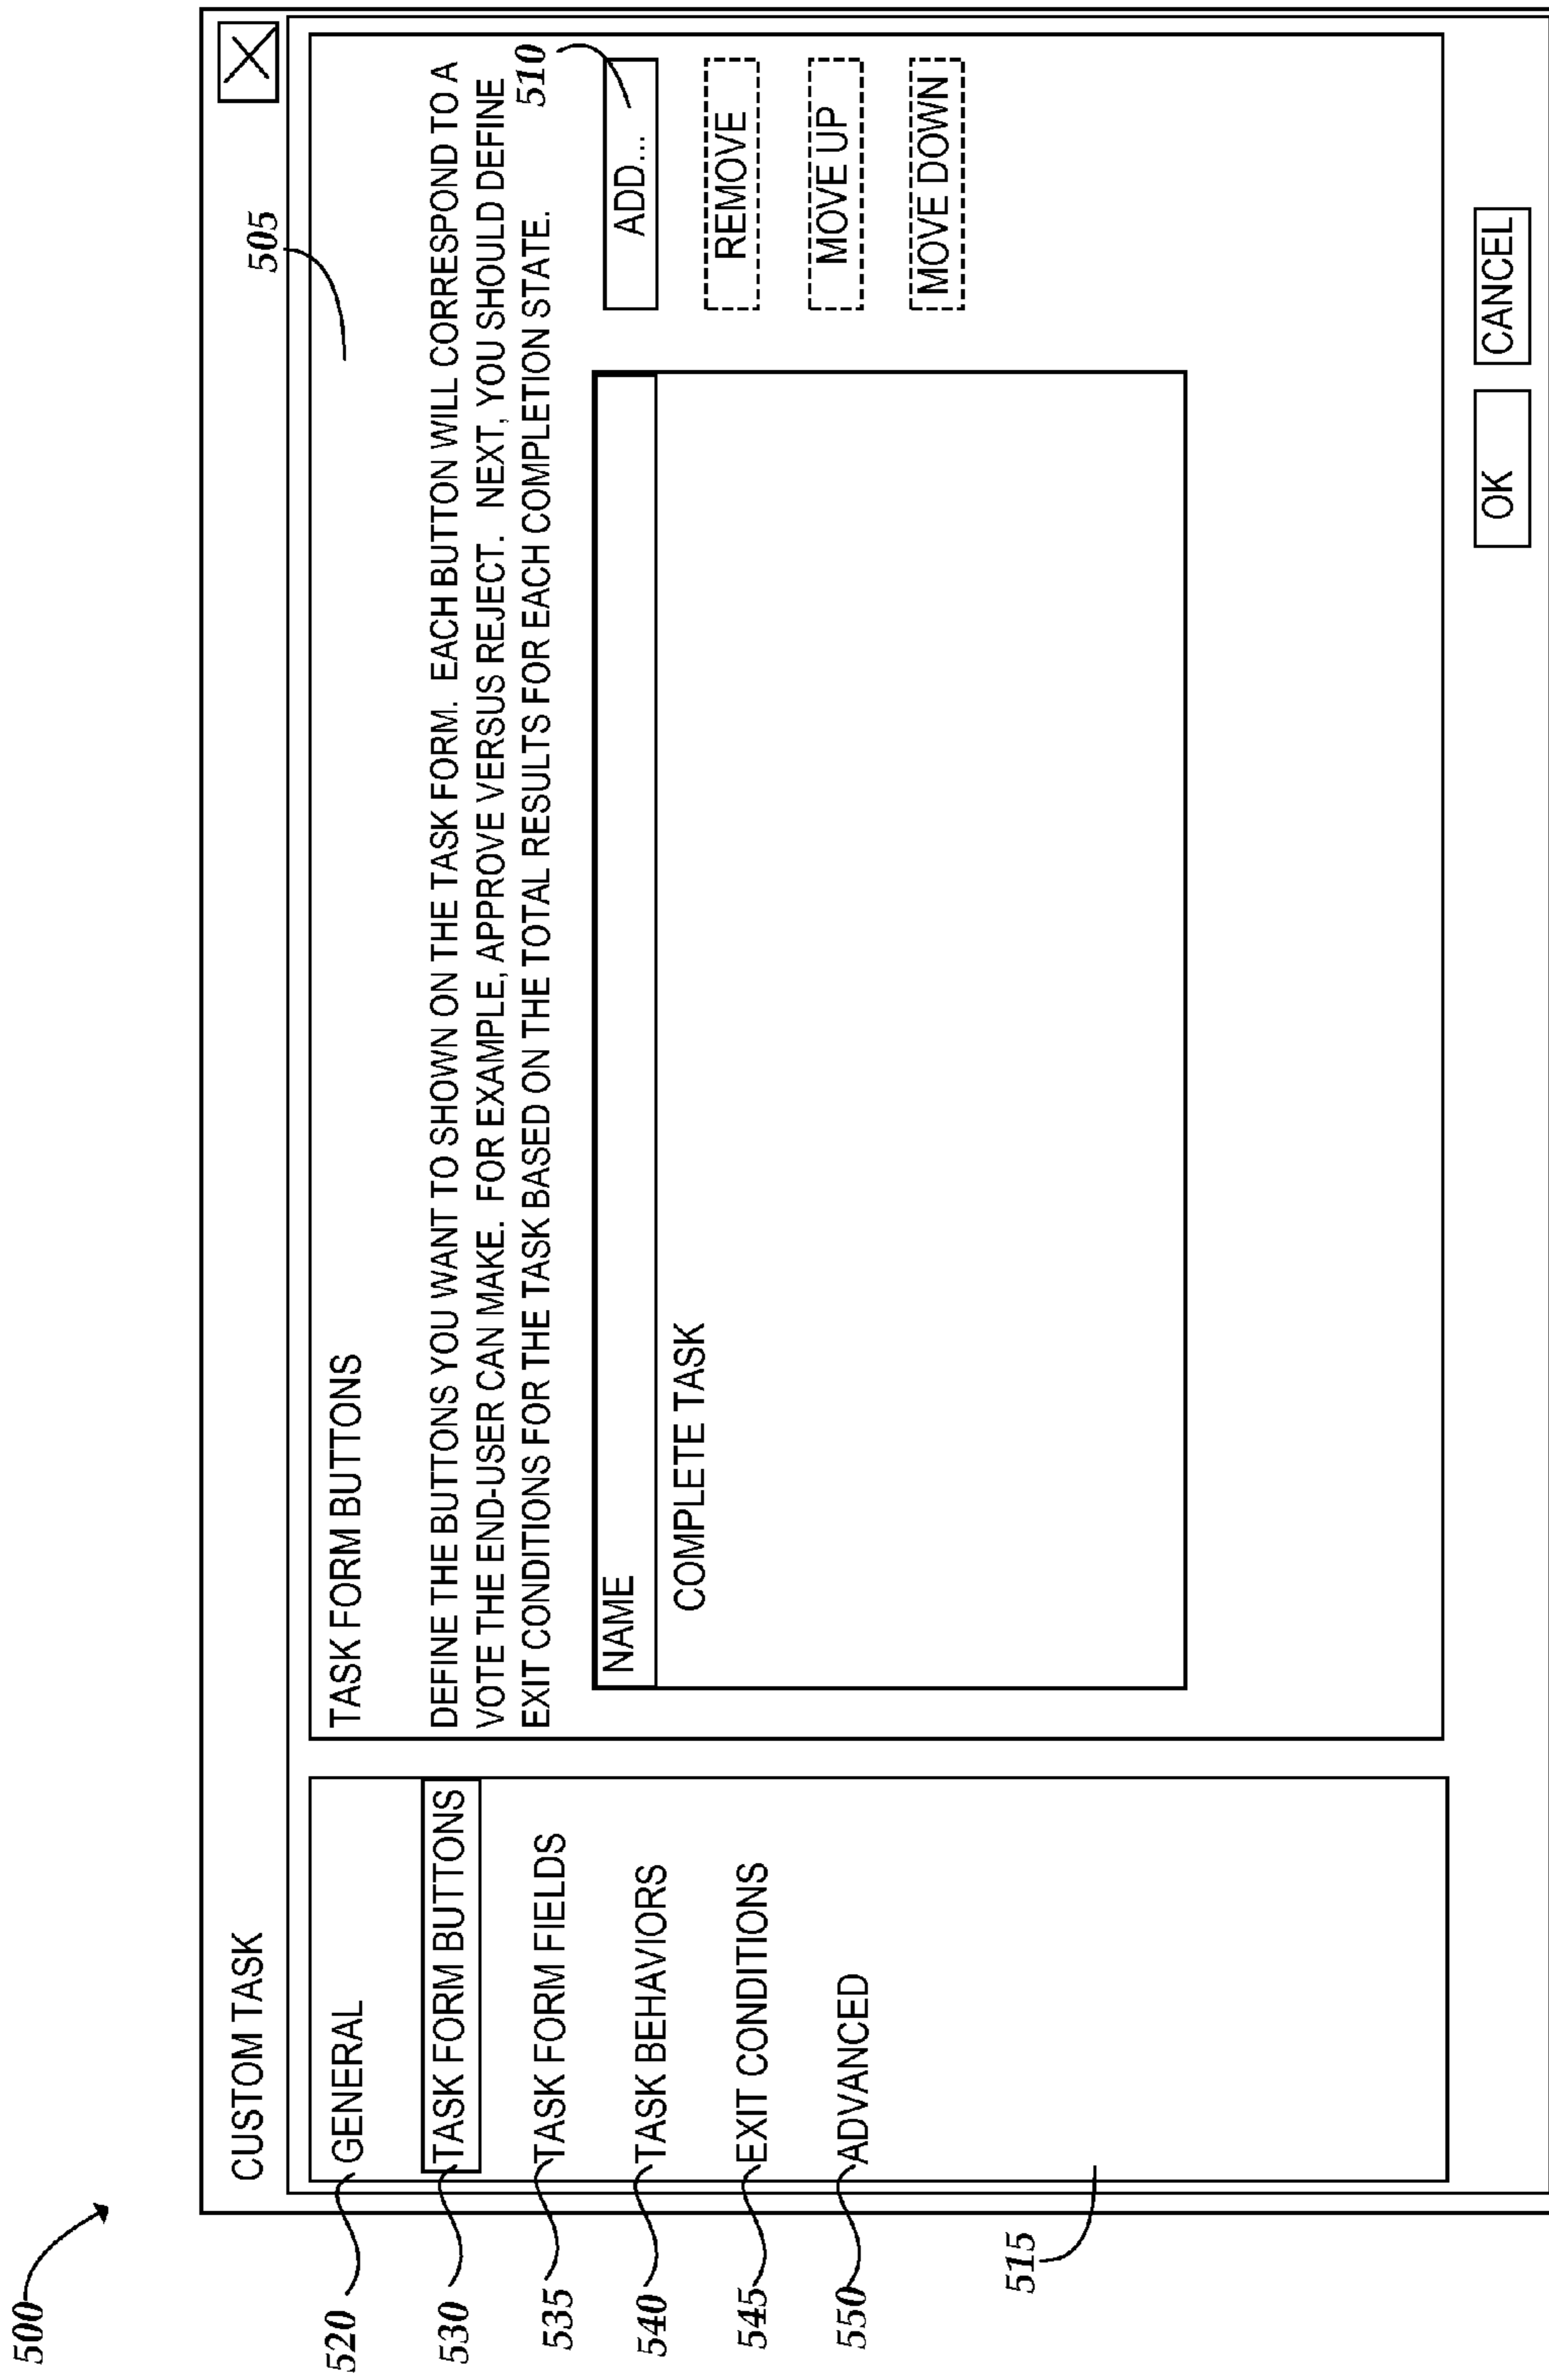 500
CUSTOM TASK
505
520 GENERAL
530 TASK FORM BUTTONS
535 TASK FORM FIELDS
540 TASK BEHAVIORS
545 EXIT CONDITIONS
550 ADVANCED
515
TASK FORM BUTTONS
DEFINE THE BUTTONS YOU WANT TO SHOWN ON THE TASK FORM. EACH BUTTON WILL CORRESPOND TO A
VOTE THE END-USER CAN MAKE. FOR EXAMPLE, APPROVE VERSUS REJECT. NEXT, YOU SHOULD DEFINE
EXIT CONDITIONS FOR THE TASK BASED ON THE TOTAL RESULTS FOR EACH COMPLETION STATE.
510
NAME
COMPLETE TASK
ADD...
REMOVE
MOVE UP
MOVE DOWN
OK
CANCEL